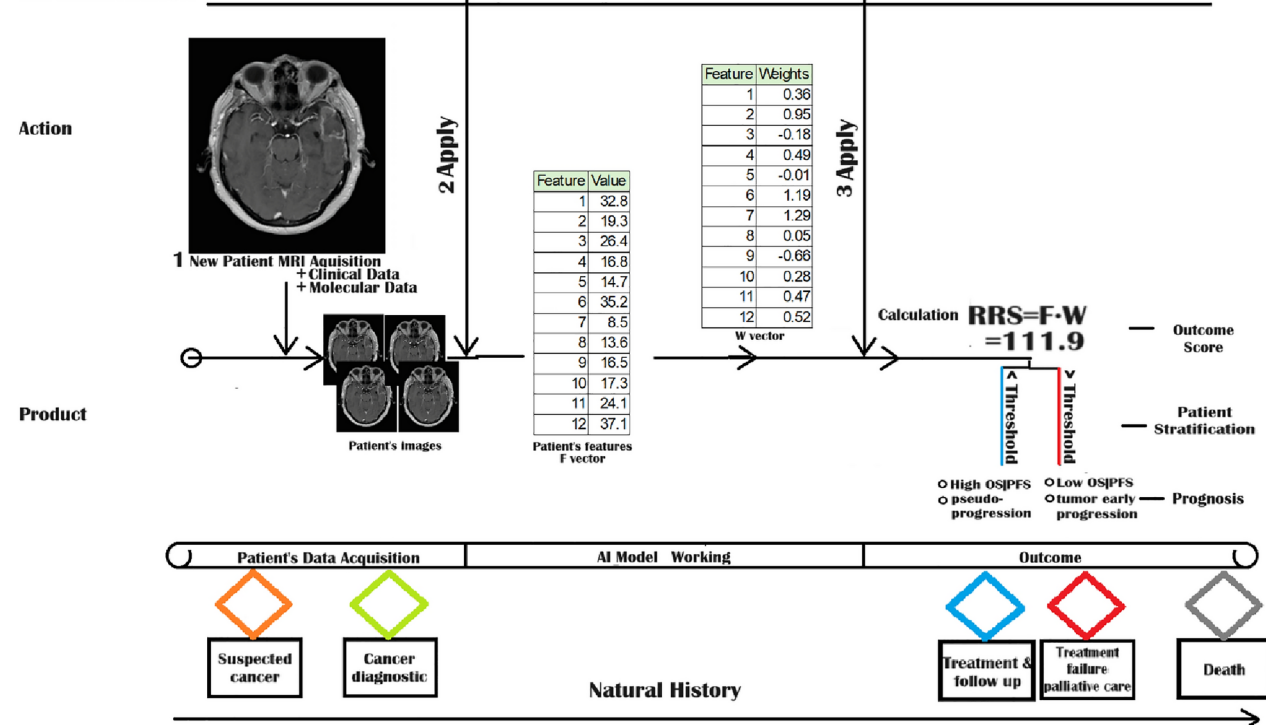 Action
1 New Patient MRI Aquisition
+ Clinical Data
+ Molecular Data
2 Apply
Feature Value
1 32.8
2 19.3
3 26.4
4 16.8
5 14.7
6 35.2
7 8.5
8 13.6
9 16.5
10 17.3
11 24.1
12 37.1
Patient's features
F vector
Feature Weights
1 0.36
2 0.95
3 -0.18
4 0.49
5 -0.01
6 1.19
7 1.29
8 0.05
9 -0.66
10 0.28
11 0.47
12 0.52
W vector
3 Apply
Calculation RRS=F·W
=111.9
Outcome
Score
Product
Patient's images
< Threshold
> Threshold
Patient
Stratification
High OS|PFS
pseudo-
progression
Low OS|PFS
tumor early
progression
Prognosis
Patient's Data Acquisition
AI Model Working
Outcome
Suspected
cancer
Cancer
diagnostic
Treatment &
follow up
Treatment
failure
palliative care
Death
Natural History